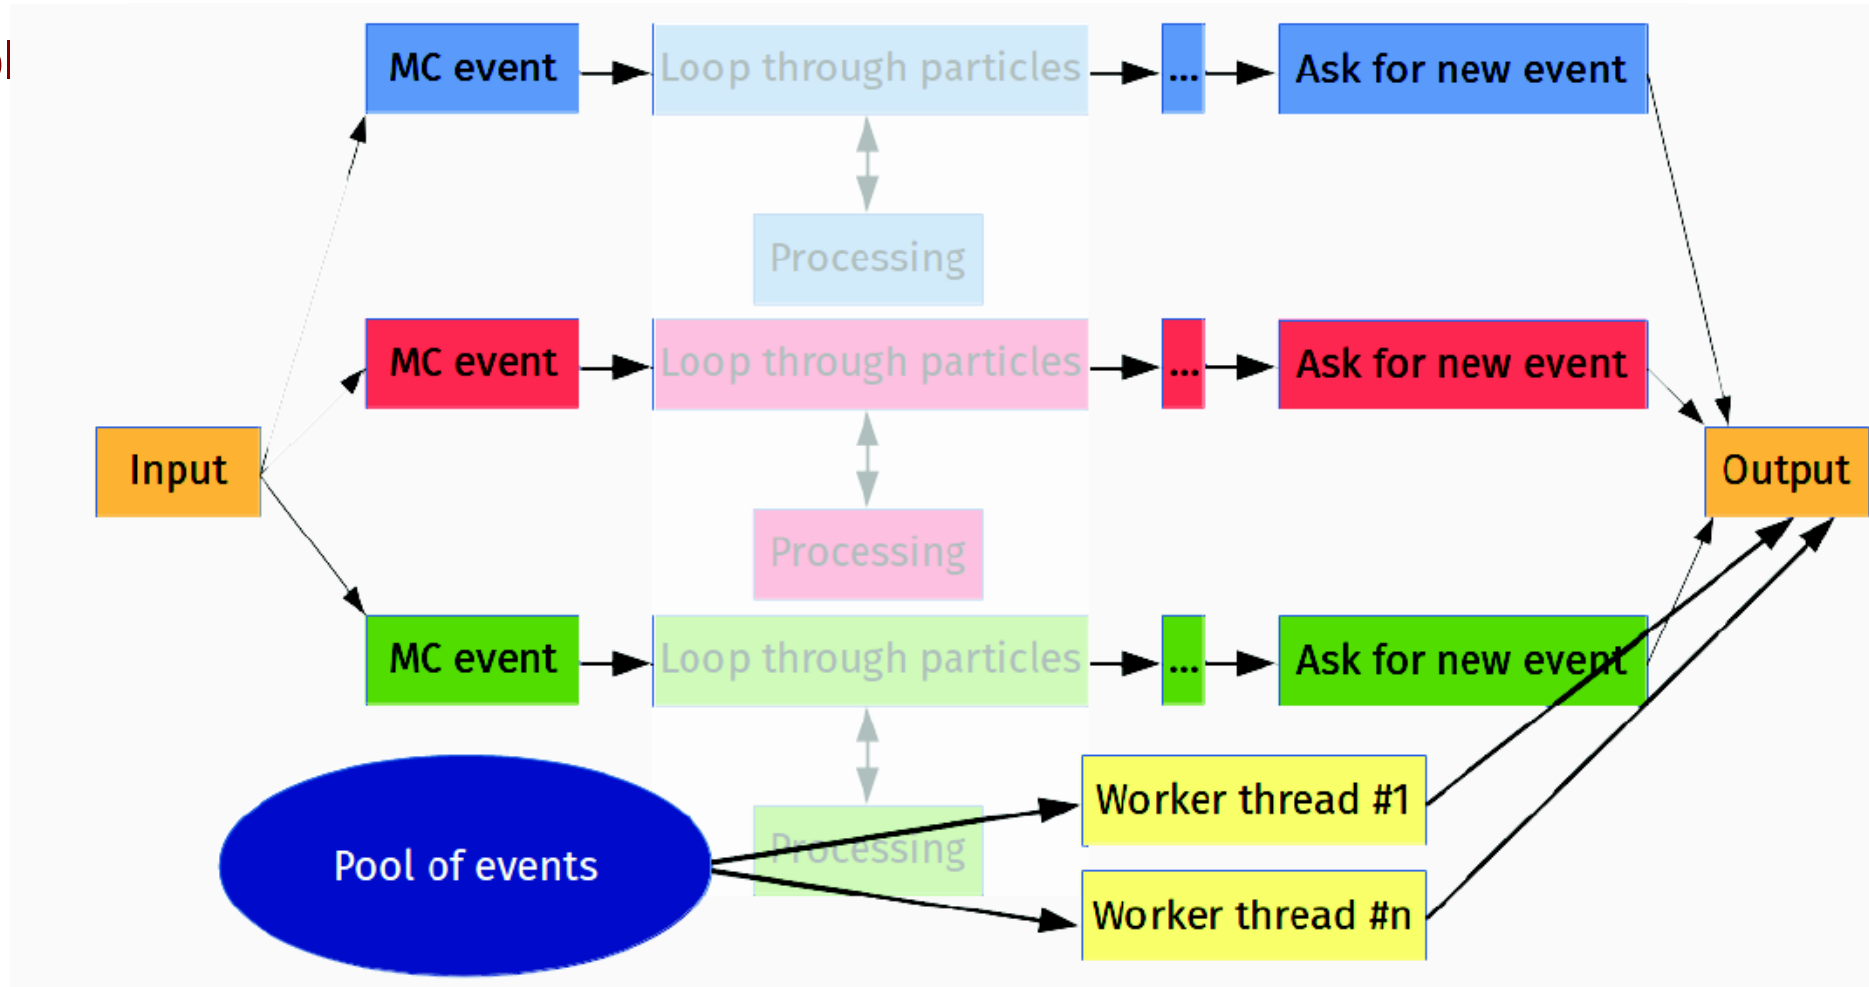 MC event
Loop through particles
...
Ask for new event
Processing
MC event
Loop through particles
...
Ask for new event
Input
Output
Processing
MC event
Loop through particles
...
Ask for new event
Worker thread #1
Processing
Pool of events
Worker thread #n